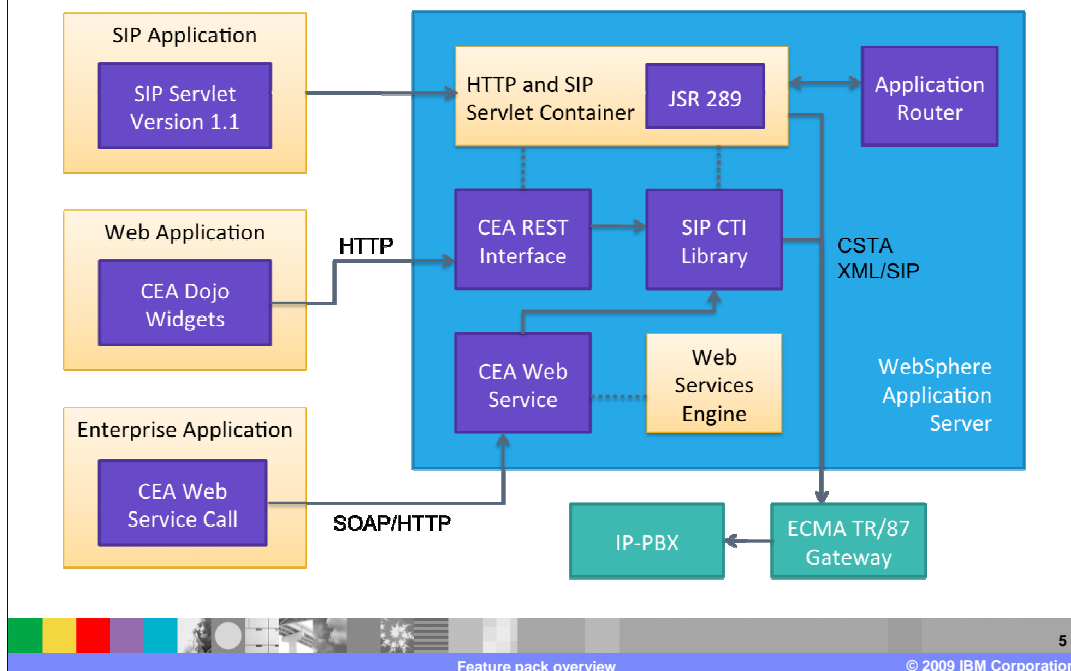 SIP Application
SIP Servlet
Version 1.1
HTTP and SIP
Servlet Container
JSR 289
Application
Router
Web Application
CEA Dojo
Widgets
HTTP
CEA REST
Interface
SIP CTI
Library
CSTA
XML/SIP
CEA Web
Service
Web
Services
Engine
WebSphere
Application
Server
Enterprise Application
CEA Web
Service Call
SOAP/HTTP
IP-PBX
ECMA TR/87
Gateway
5
Feature pack overview
© 2009 IBM Corporation